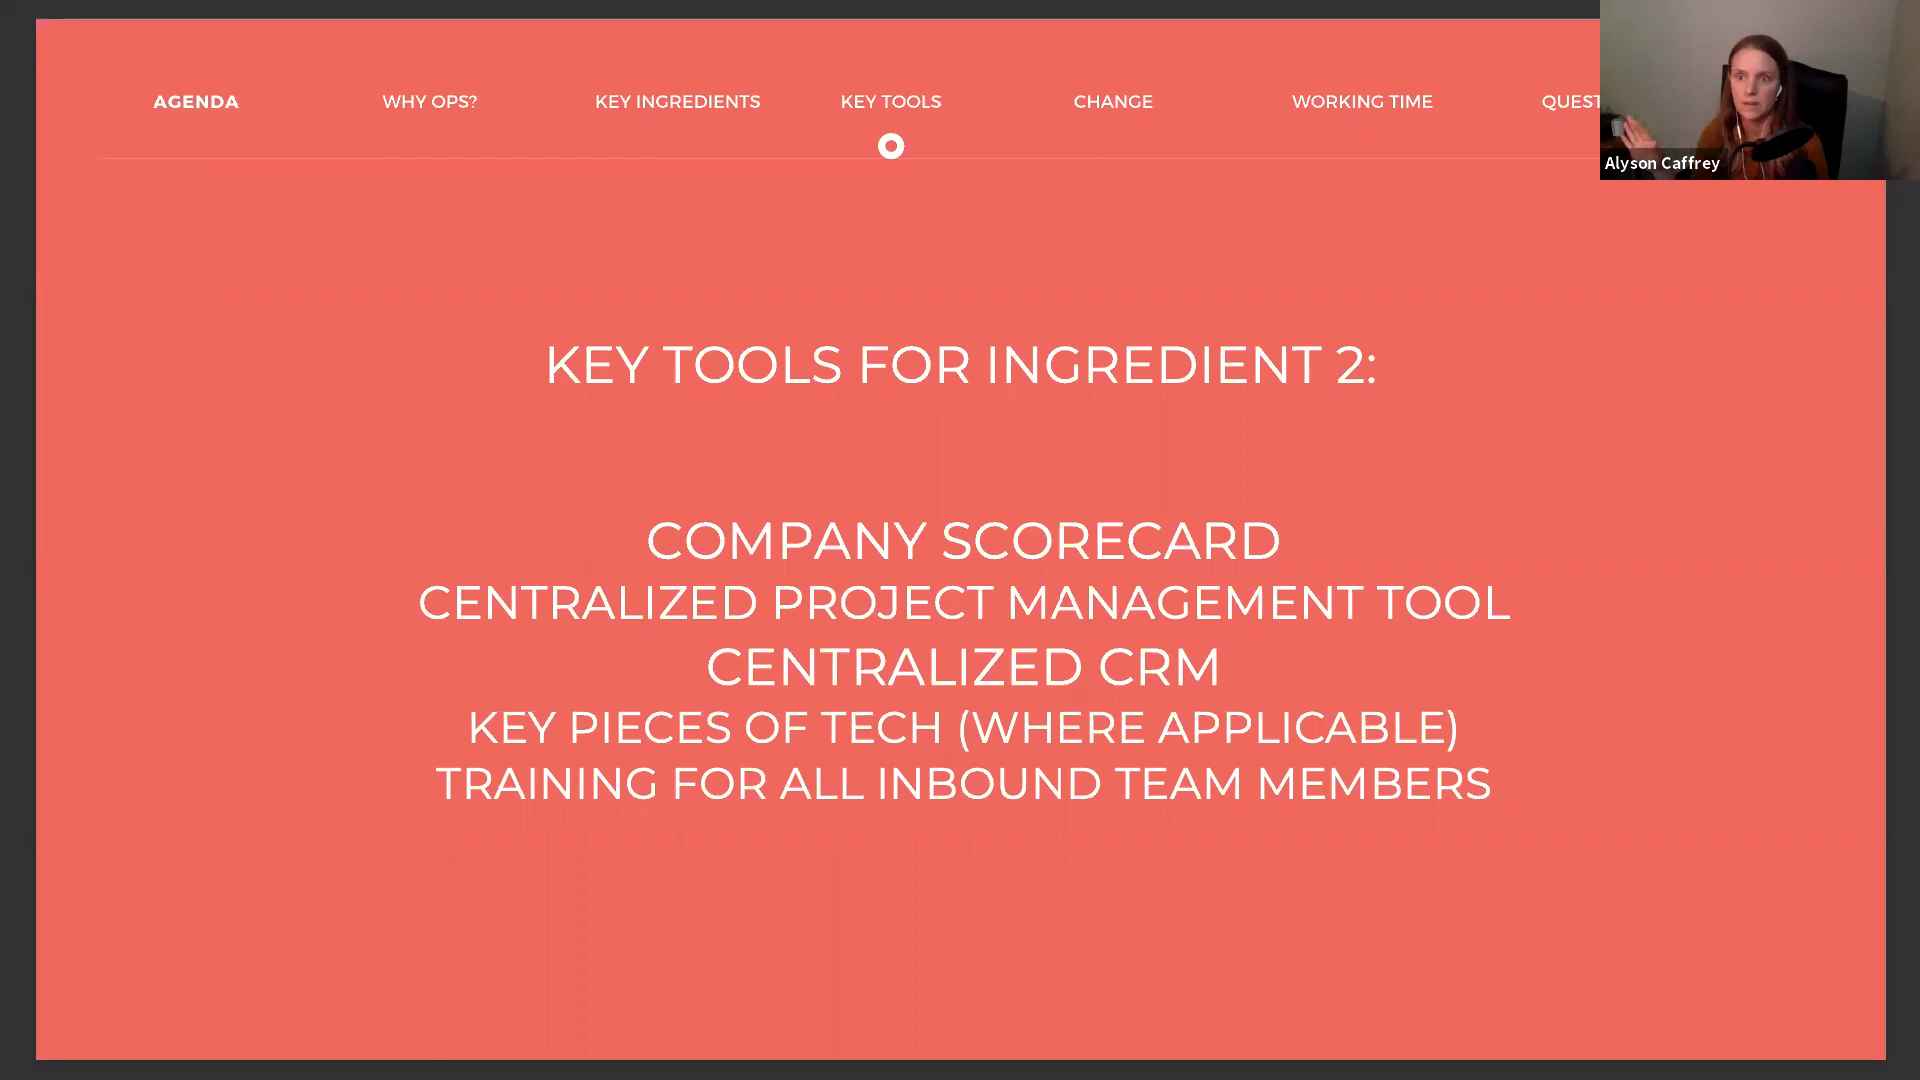 AGENDA WHY OPS? KEY INGREDIENTS KEY TOOLS CHANGE WORKING TIME QUEST
Alyson Caffrey
KEY TOOLS FOR INGREDIENT 2:
COMPANY SCORECARD
CENTRALIZED PROJECT MANAGEMENT TOOL
CENTRALIZED CRM
KEY PIECES OF TECH (WHERE APPLICABLE)
TRAINING FOR ALL INBOUND TEAM MEMBERS